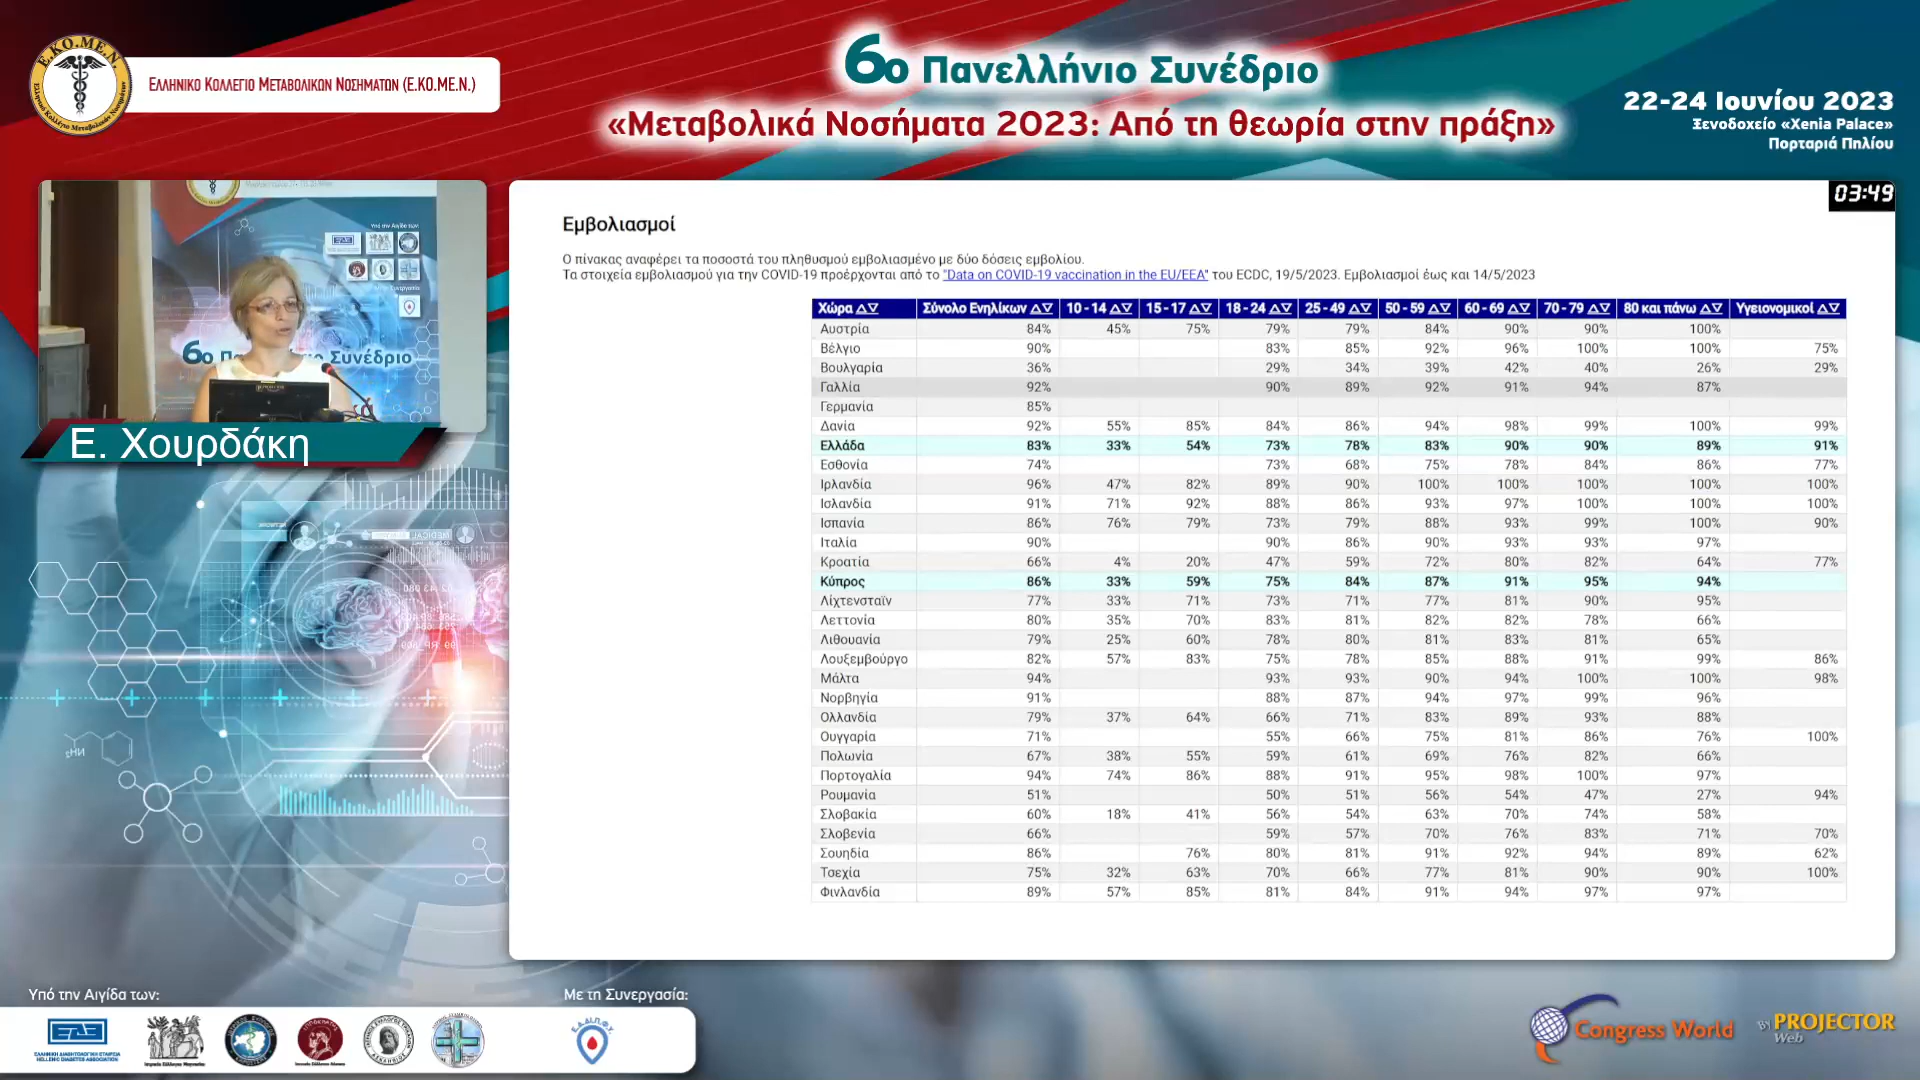 Ε.ΚΟ.ΜΕ.Ν.
ΕΛΛΗΝΙΚΟ ΚΟΛΛΕΓΙΟ ΜΕΤΑΒΟΛΙΚΩΝ ΝΟΣΗΜΑΤΩΝ (Ε.ΚΟ.ΜΕ.Ν.)
6ο Πανελλήνιο Συνέδριο
«Μεταβολικά Νοσήματα 2023: Από τη θεωρία στην πράξη»
22-24 Ιουνίου 2023
Ξενοδοχείο «Xenia Palace»
Πορταριά Πηλίου
03:49
Ε. Χουρδάκη
Εμβολιασμοί
Ο πίνακας αναφέρει τα ποσοστά του πληθυσμού εμβολιασμένο με δύο δόσεις εμβολίου.
Τα στοιχεία εμβολιασμού για την COVID-19 προέρχονται από το "Data on COVID-19 vaccination in the EU/EEA" του ECDC, 19/5/2023. Εμβολιασμοί έως και 14/5/2023
Χώρα △▽ Σύνολο Ενηλίκων △▽ 10 - 14 △▽ 15 - 17 △▽ 18 - 24 △▽ 25 - 49 △▽ 50 - 59 △▽ 60 - 69 △▽ 70 - 79 △▽ 80 και πάνω △▽ Υγειονομικοί △▽
Αυστρία 84% 45% 75% 79% 79% 84% 90% 90% 100%
Βέλγιο 90% 83% 85% 92% 96% 100% 100% 75%
Βουλγαρία 36% 29% 34% 39% 42% 40% 26% 29%
Γαλλία 92% 90% 89% 92% 91% 94% 87%
Γερμανία 85%
Δανία 92% 55% 85% 84% 86% 94% 98% 99% 100% 99%
Ελλάδα 83% 33% 54% 73% 78% 83% 90% 90% 89% 91%
Εσθονία 74% 73% 68% 75% 78% 84% 86% 77%
Ιρλανδία 96% 47% 82% 89% 90% 100% 100% 100% 100% 100%
Ισλανδία 91% 71% 92% 88% 86% 93% 97% 100% 100% 100%
Ισπανία 86% 76% 79% 73% 79% 88% 93% 99% 100% 90%
Ιταλία 90% 90% 86% 90% 93% 93% 97%
Κροατία 66% 4% 20% 47% 59% 72% 80% 82% 64% 77%
Κύπρος 86% 33% 59% 75% 84% 87% 91% 95% 94%
Λίχτενσταϊν 77% 33% 71% 73% 71% 77% 81% 90% 95%
Λεττονία 80% 35% 70% 83% 81% 82% 82% 78% 66%
Λιθουανία 79% 25% 60% 78% 80% 81% 83% 81% 65%
Λουξεμβούργο 82% 57% 83% 75% 78% 85% 88% 91% 99% 86%
Μάλτα 94% 93% 93% 90% 94% 100% 100% 98%
Νορβηγία 91% 88% 87% 94% 97% 99% 96%
Ολλανδία 79% 37% 64% 66% 71% 83% 89% 93% 88%
Ουγγαρία 71% 55% 66% 75% 81% 86% 76% 100%
Πολωνία 67% 38% 55% 59% 61% 69% 76% 82% 66%
Πορτογαλία 94% 74% 86% 88% 91% 95% 98% 100% 97%
Ρουμανία 51% 50% 51% 56% 54% 47% 27% 94%
Σλοβακία 60% 18% 41% 56% 54% 63% 70% 74% 58%
Σλοβενία 66% 59% 57% 70% 76% 83% 71% 70%
Σουηδία 86% 76% 80% 81% 91% 92% 94% 89% 62%
Τσεχία 75% 32% 63% 70% 66% 77% 81% 90% 90% 100%
Φινλανδία 89% 57% 85% 81% 84% 91% 94% 97% 97%
Υπό την Αιγίδα των:
Με τη Συνεργασία:
ΕΛΛΗΝΙΚΗ ΔΙΑΒΗΤΟΛΟΓΙΚΗ ΕΤΑΙΡΕΙΑ
HELLENIC DIABETES ASSOCIATION
Congress World
BY PROJECTOR
Web